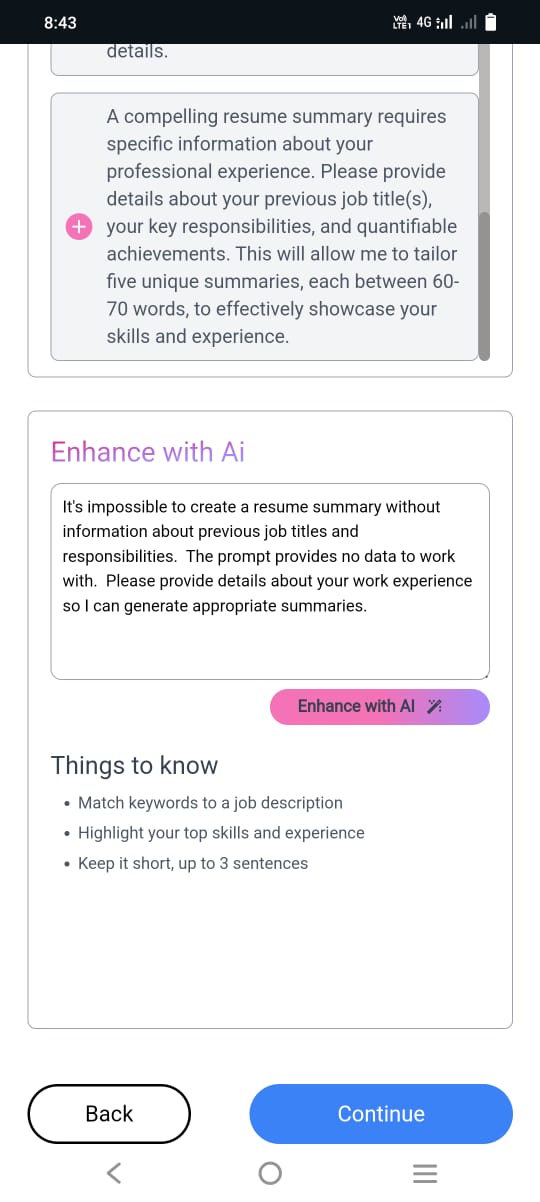 8:43
Vo) LTE1 4G
details.
A compelling resume summary requires
specific information about your
professional experience. Please provide
details about your previous job title(s),
your key responsibilities, and quantifiable
achievements. This will allow me to tailor
five unique summaries, each between 60-
70 words, to effectively showcase your
skills and experience.
Enhance with Ai
It's impossible to create a resume summary without
information about previous job titles and
responsibilities.  The prompt provides no data to work
with.  Please provide details about your work experience
so I can generate appropriate summaries.
Enhance with AI
Things to know
• Match keywords to a job description
• Highlight your top skills and experience
• Keep it short, up to 3 sentences
Back
Continue